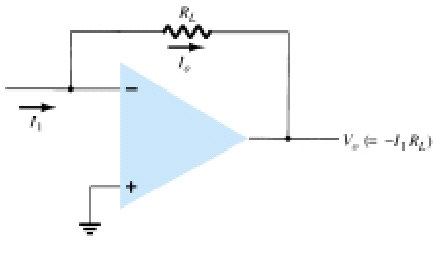 R_L
I_o
−
I_1
V_o (= −I_1 R_L)
+